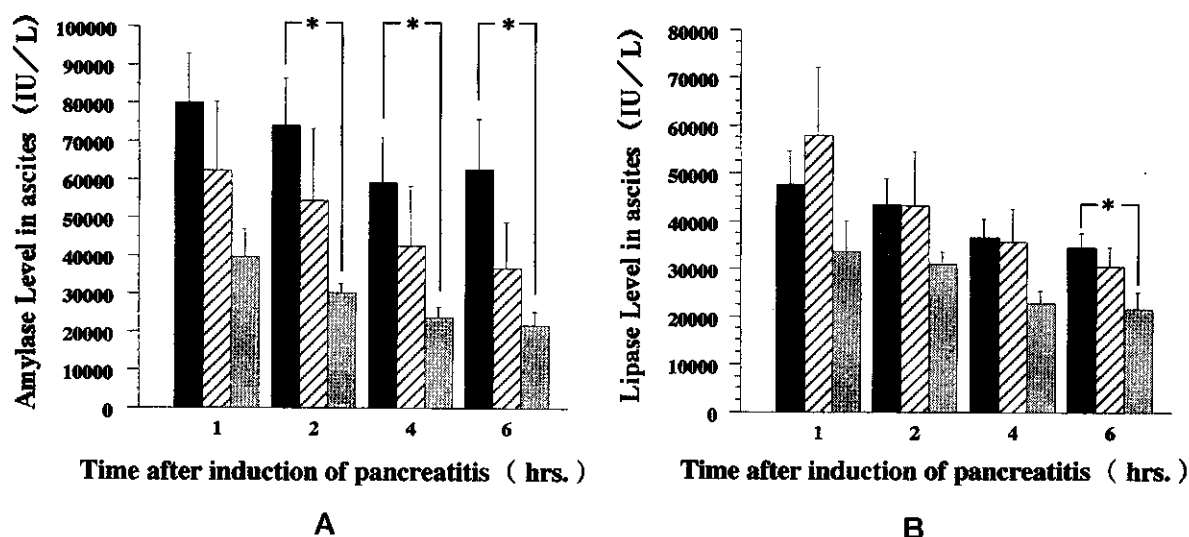 Amylase Level in ascites (IU/L)
100000
90000
80000
70000
60000
50000
40000
30000
20000
10000
0
* * *
1 2 4 6
Time after induction of pancreatitis ( hrs. )
A
Lipase Level in ascites (IU/L)
80000
70000
60000
50000
40000
30000
20000
10000
0
*
1 2 4 6
Time after induction of pancreatitis ( hrs. )
B